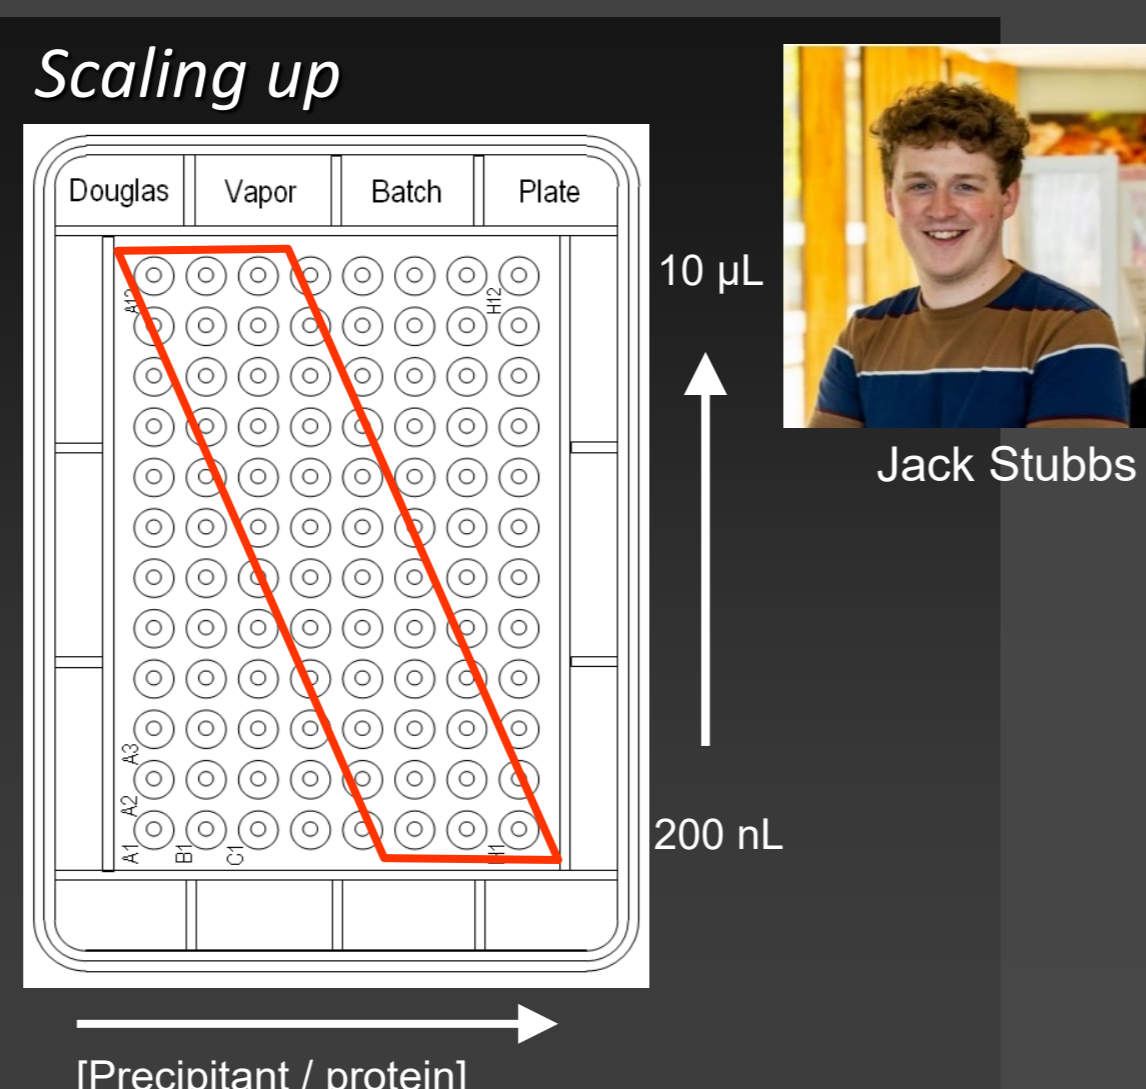 Scaling up
Douglas Vapor Batch Plate
A12 H12
10 µL
Jack Stubbs
A3
A2
A1 B1 C1 H1
200 nL
[Precipitant / protein]